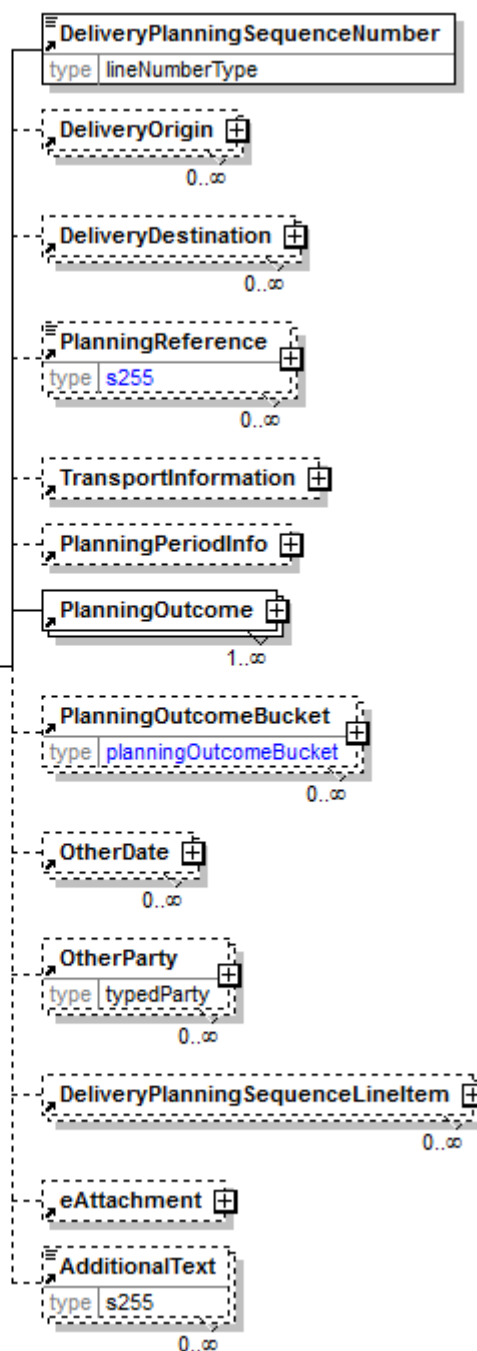 DeliveryPlanningSequenceNumber
type lineNumberType
DeliveryOrigin
0..∞
DeliveryDestination
0..∞
PlanningReference
type s255
0..∞
TransportInformation
PlanningPeriodInfo
PlanningOutcome
1..∞
PlanningOutcomeBucket
type planningOutcomeBucket
0..∞
OtherDate
0..∞
OtherParty
type typedParty
0..∞
DeliveryPlanningSequenceLineItem
0..∞
eAttachment
AdditionalText
type s255
0..∞